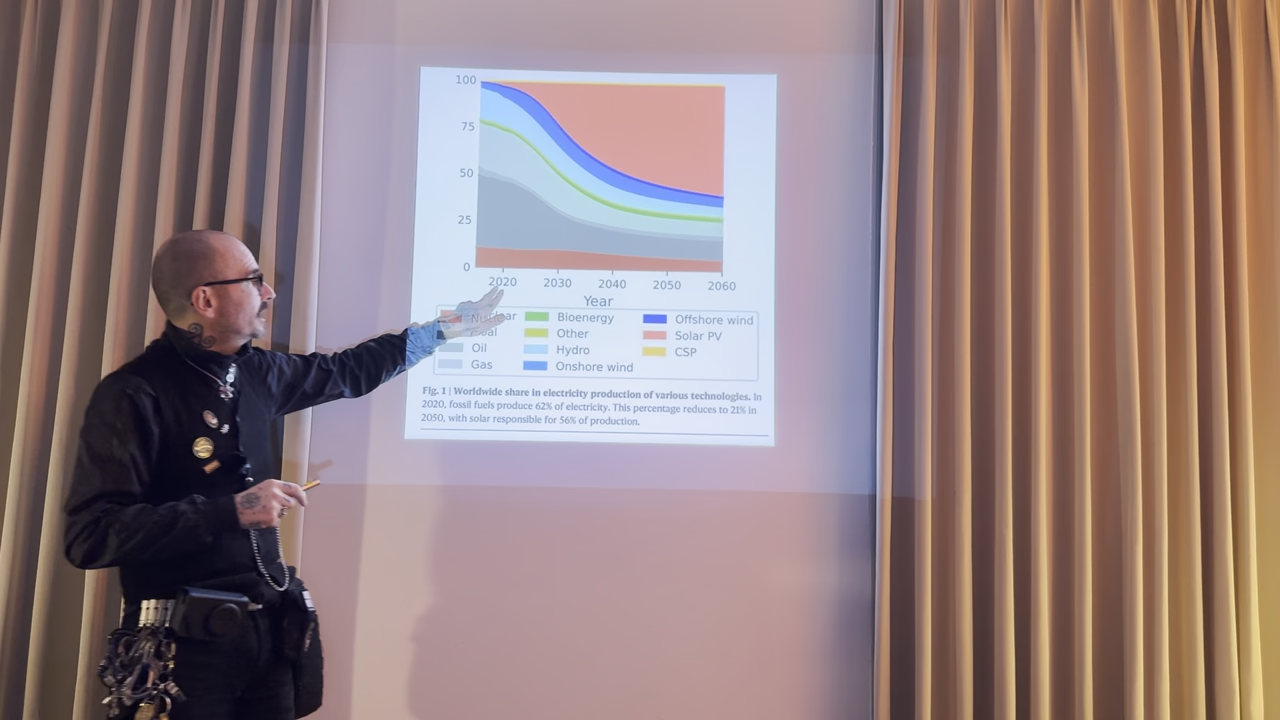 100
75
50
25
0
2020 2030 2040 2050 2060
Year
Bioenergy Offshore wind
Other Solar PV
Oil Hydro CSP
Gas Onshore wind
Fig. 1 | Worldwide share in electricity production of various technologies. In
2020, fossil fuels produce 62% of electricity. This percentage reduces to 21% in
2050, with solar responsible for 56% of production.